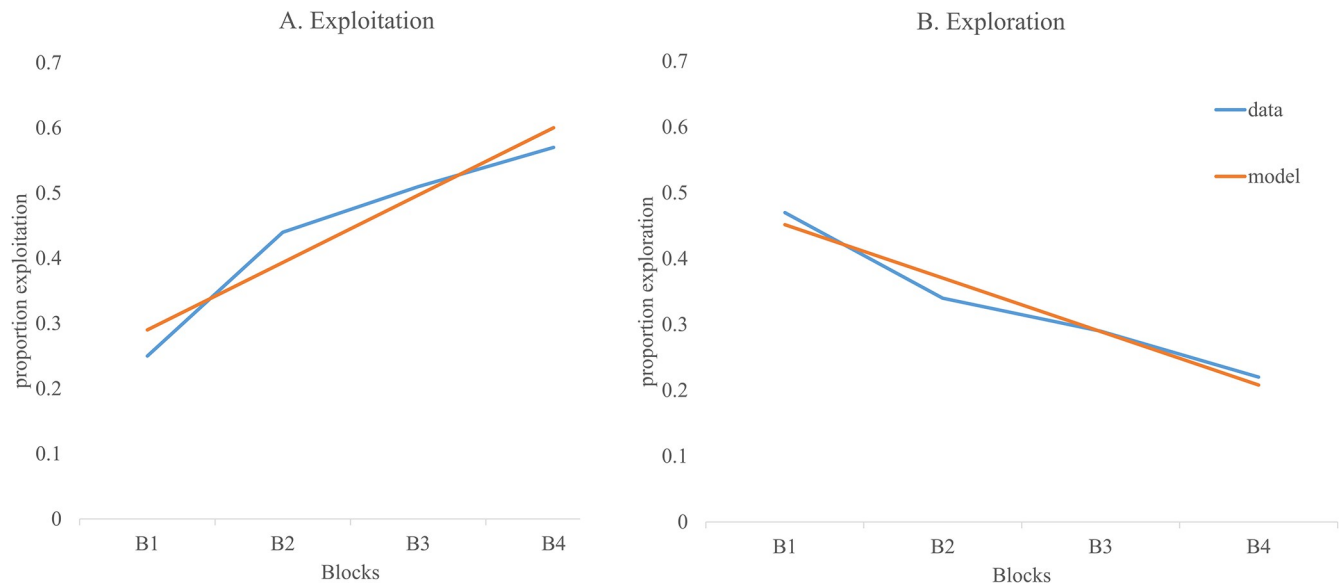 A. Exploitation
0.7
0.6
0.5
0.4
0.3
0.2
0.1
0
proportion exploitation
B1 B2 B3 B4
Blocks
B. Exploration
0.7
0.6
0.5
0.4
0.3
0.2
0.1
0
proportion exploration
data
model
B1 B2 B3 B4
Blocks